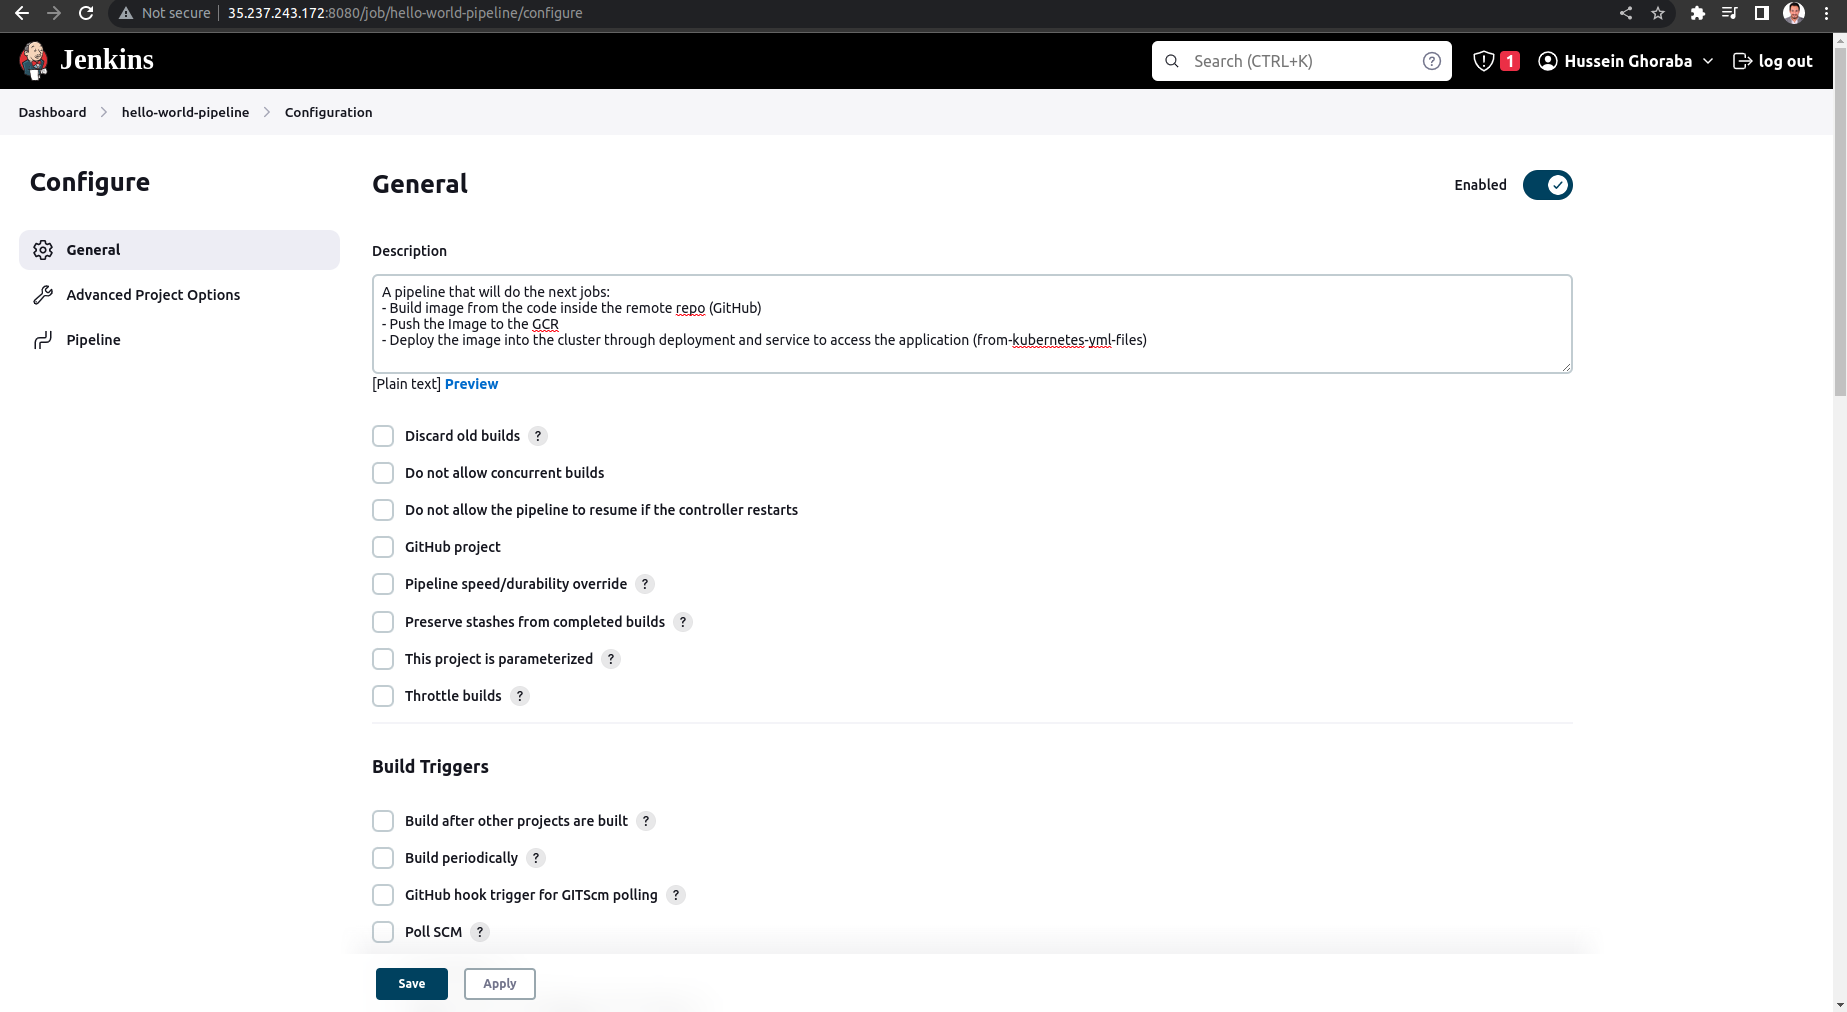 Not secure 35.237.243.172:8080/job/hello-world-pipeline/configure
Jenkins
Search (CTRL+K)
?
1
Hussein Ghoraba
log out
Dashboard
hello-world-pipeline
Configuration
Configure
General
Advanced Project Options
Pipeline
General
Enabled
Description
A pipeline that will do the next jobs:
- Build image from the code inside the remote repo (GitHub)
- Push the Image to the GCR
- Deploy the image into the cluster through deployment and service to access the application (from-kubernetes-yml-files)
[Plain text] Preview
Discard old builds ?
Do not allow concurrent builds
Do not allow the pipeline to resume if the controller restarts
GitHub project
Pipeline speed/durability override ?
Preserve stashes from completed builds ?
This project is parameterized ?
Throttle builds ?
Build Triggers
Build after other projects are built ?
Build periodically ?
GitHub hook trigger for GITScm polling ?
Poll SCM ?
Save
Apply